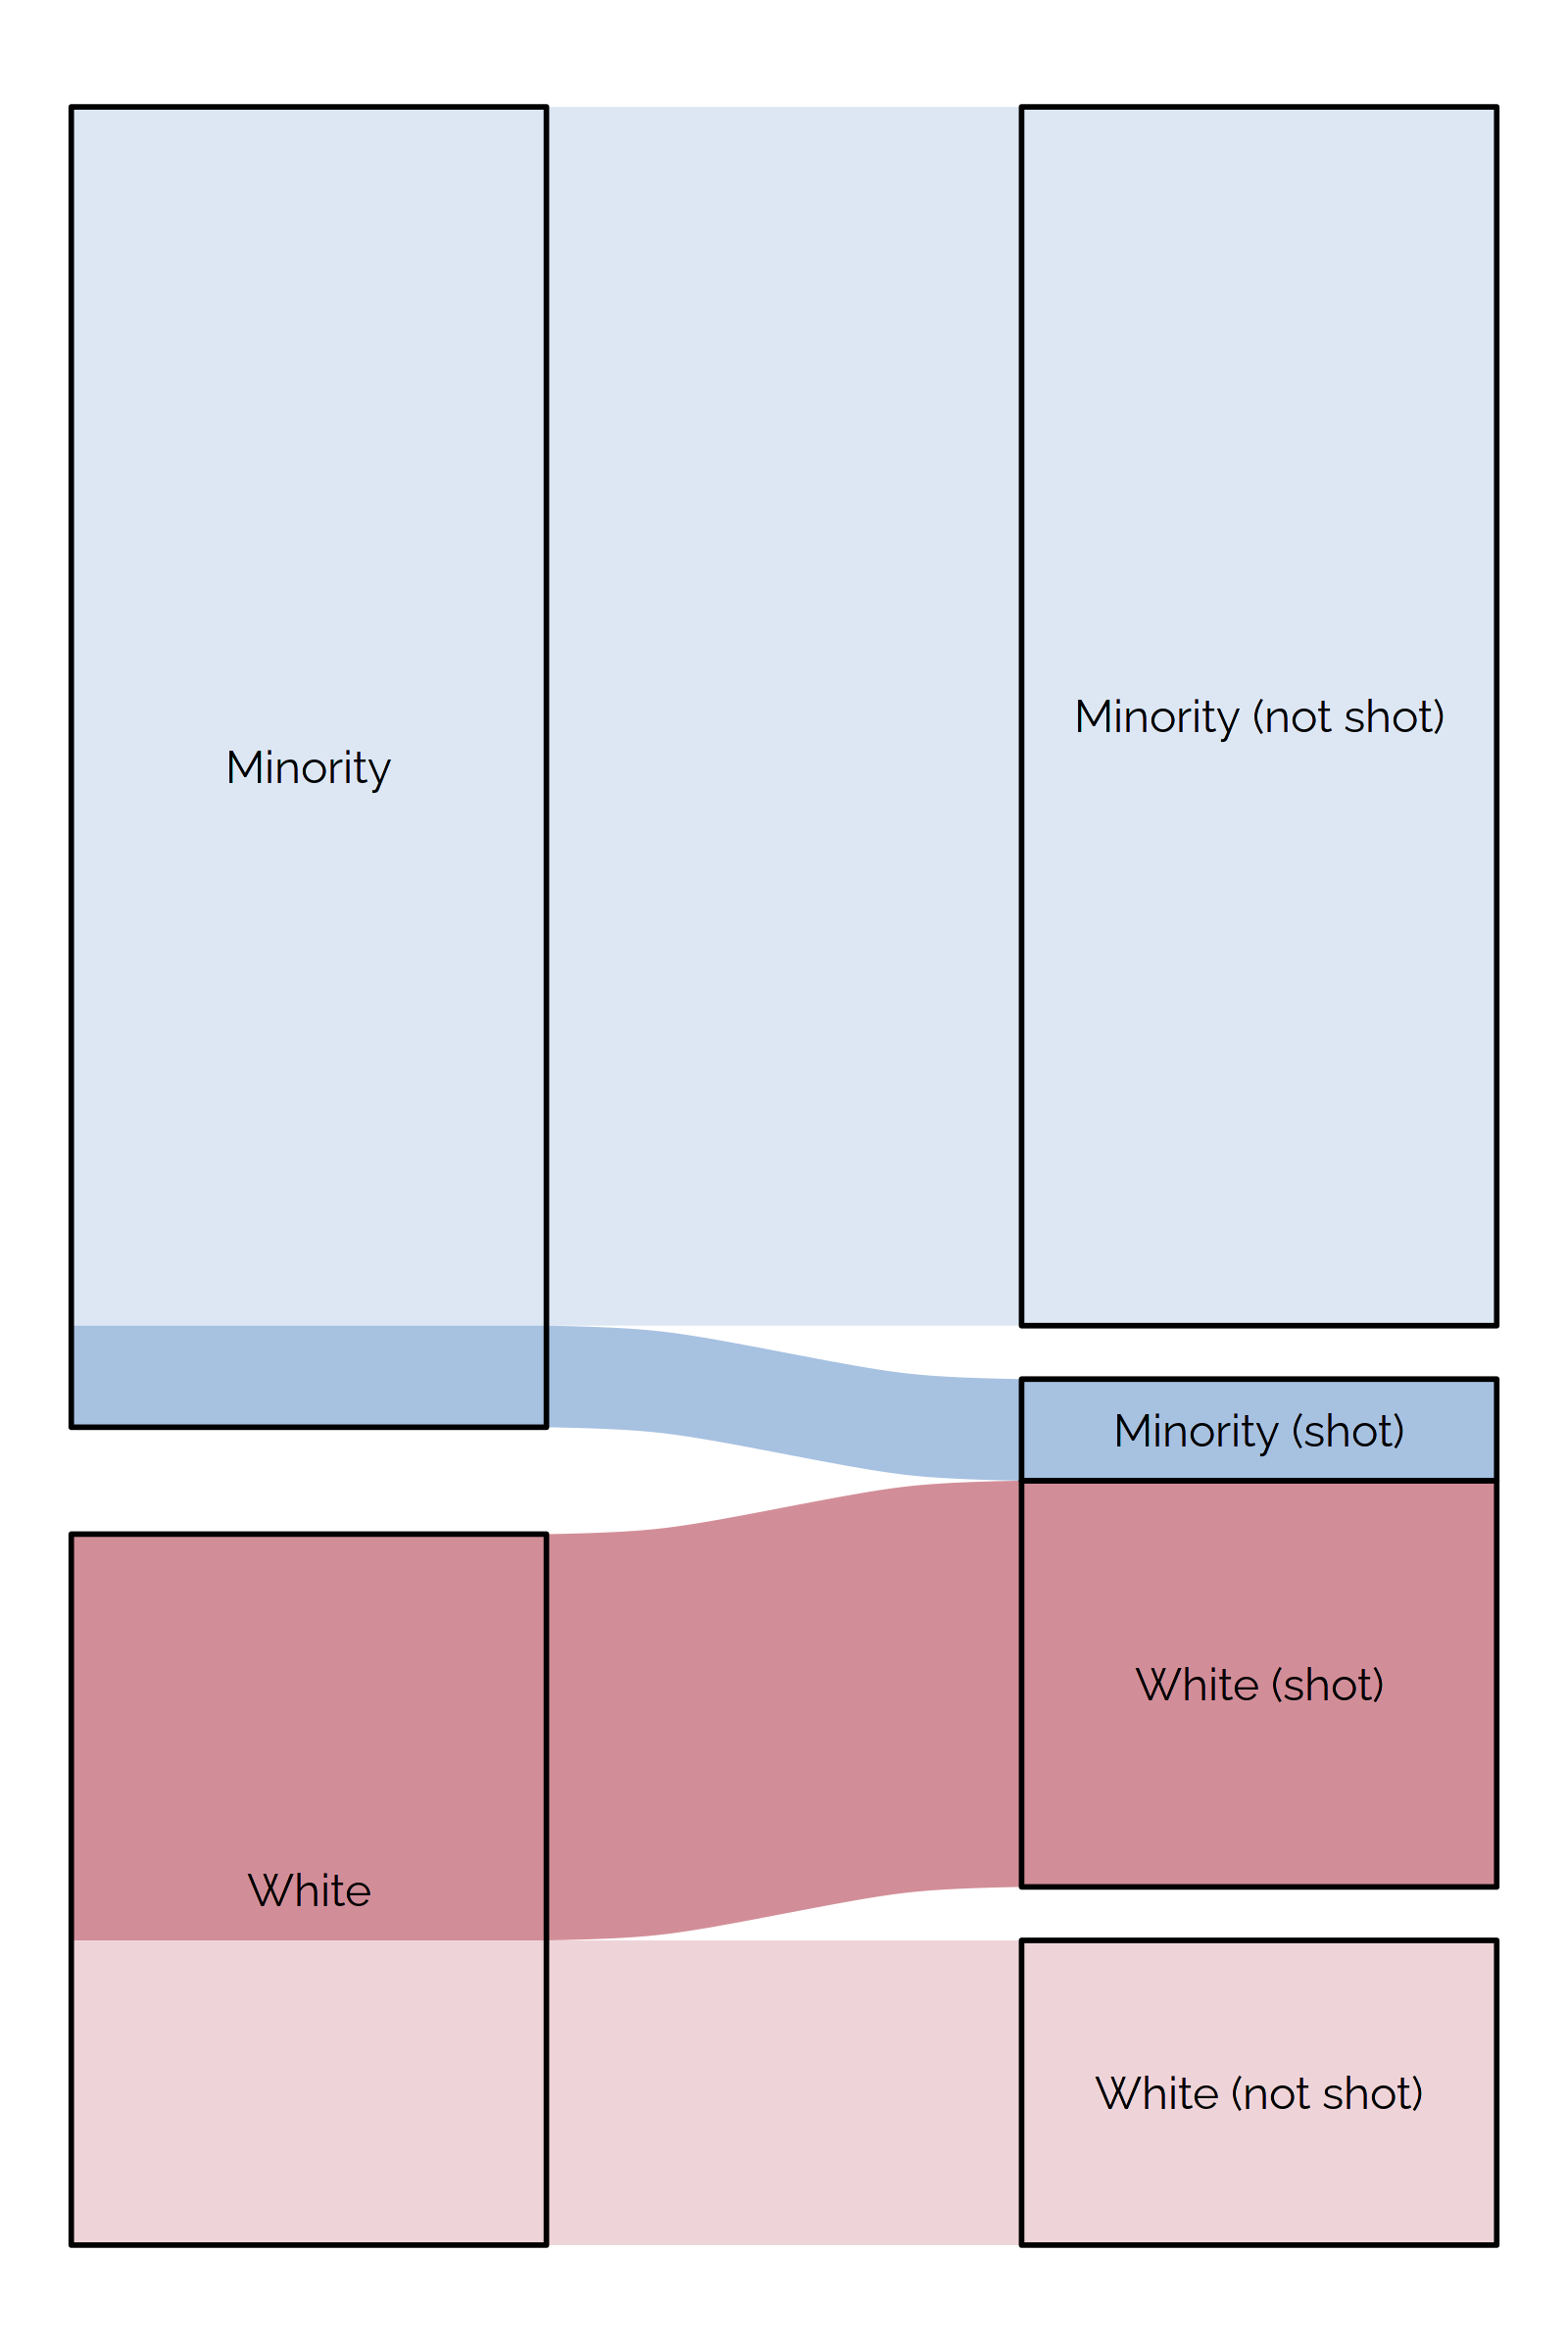 Minority
Minority (not shot)
Minority (shot)
White (shot)
White
White (not shot)